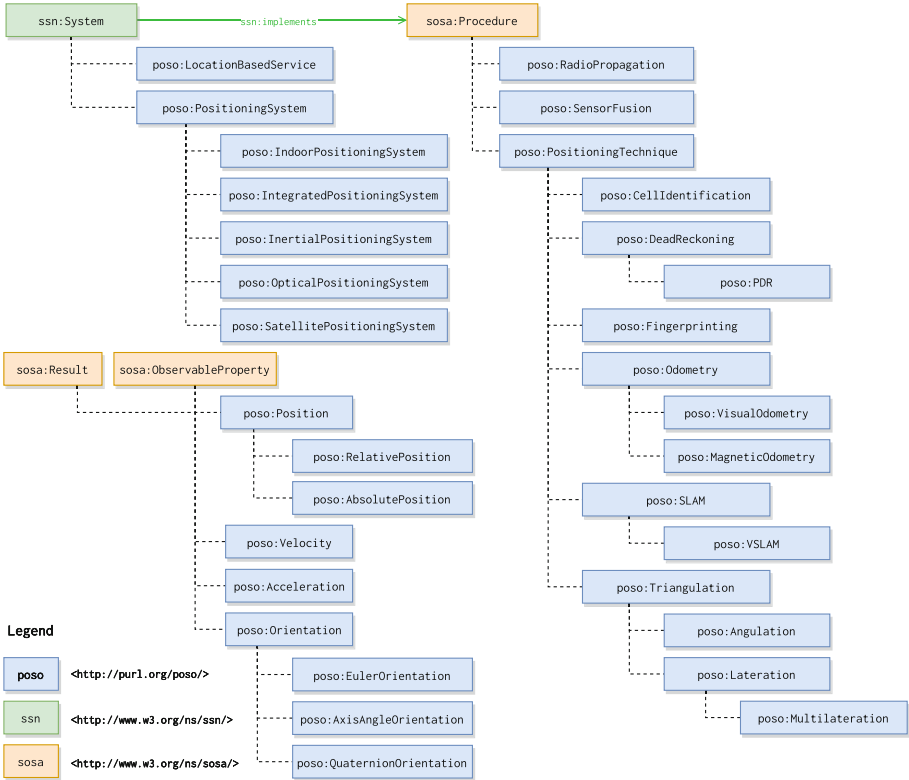 ssn:System
ssn:implements
sosa:Procedure
poso:LocationBasedService
poso:PositioningSystem
poso:IndoorPositioningSystem
poso:IntegratedPositioningSystem
poso:InertialPositioningSystem
poso:OpticalPositioningSystem
poso:SatellitePositioningSystem
poso:RadioPropagation
poso:SensorFusion
poso:PositioningTechnique
poso:CellIdentification
poso:DeadReckoning
poso:PDR
poso:Fingerprinting
poso:Odometry
poso:VisualOdometry
poso:MagneticOdometry
poso:SLAM
poso:VSLAM
poso:Triangulation
poso:Angulation
poso:Lateration
poso:Multilateration
sosa:Result
sosa:ObservableProperty
poso:Position
poso:RelativePosition
poso:AbsolutePosition
poso:Velocity
poso:Acceleration
poso:Orientation
poso:EulerOrientation
poso:AxisAngleOrientation
poso:QuaternionOrientation
Legend
poso <http://purl.org/poso/>
ssn <http://www.w3.org/ns/ssn/>
sosa <http://www.w3.org/ns/sosa/>